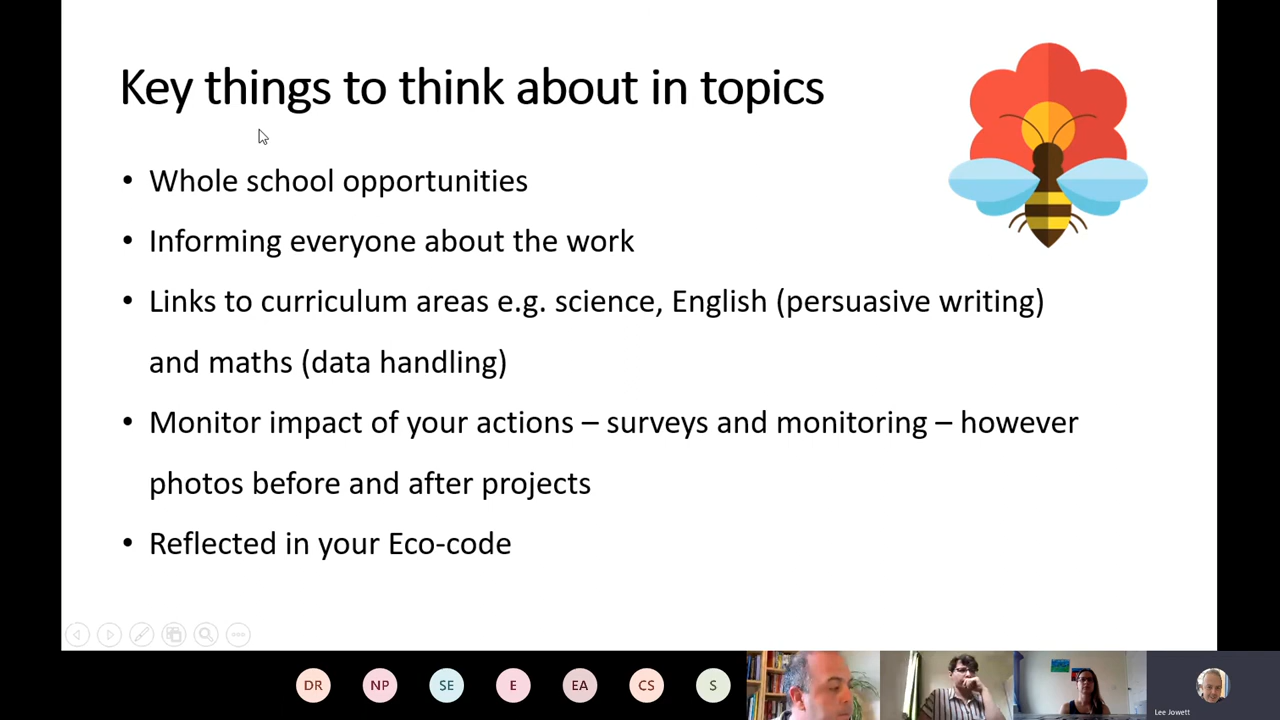 Key things to think about in topics
• Whole school opportunities
• Informing everyone about the work
• Links to curriculum areas e.g. science, English (persuasive writing)
and maths (data handling)
• Monitor impact of your actions – surveys and monitoring – however
photos before and after projects
• Reflected in your Eco-code
DR NP SE E EA CS S
Lee Jowett